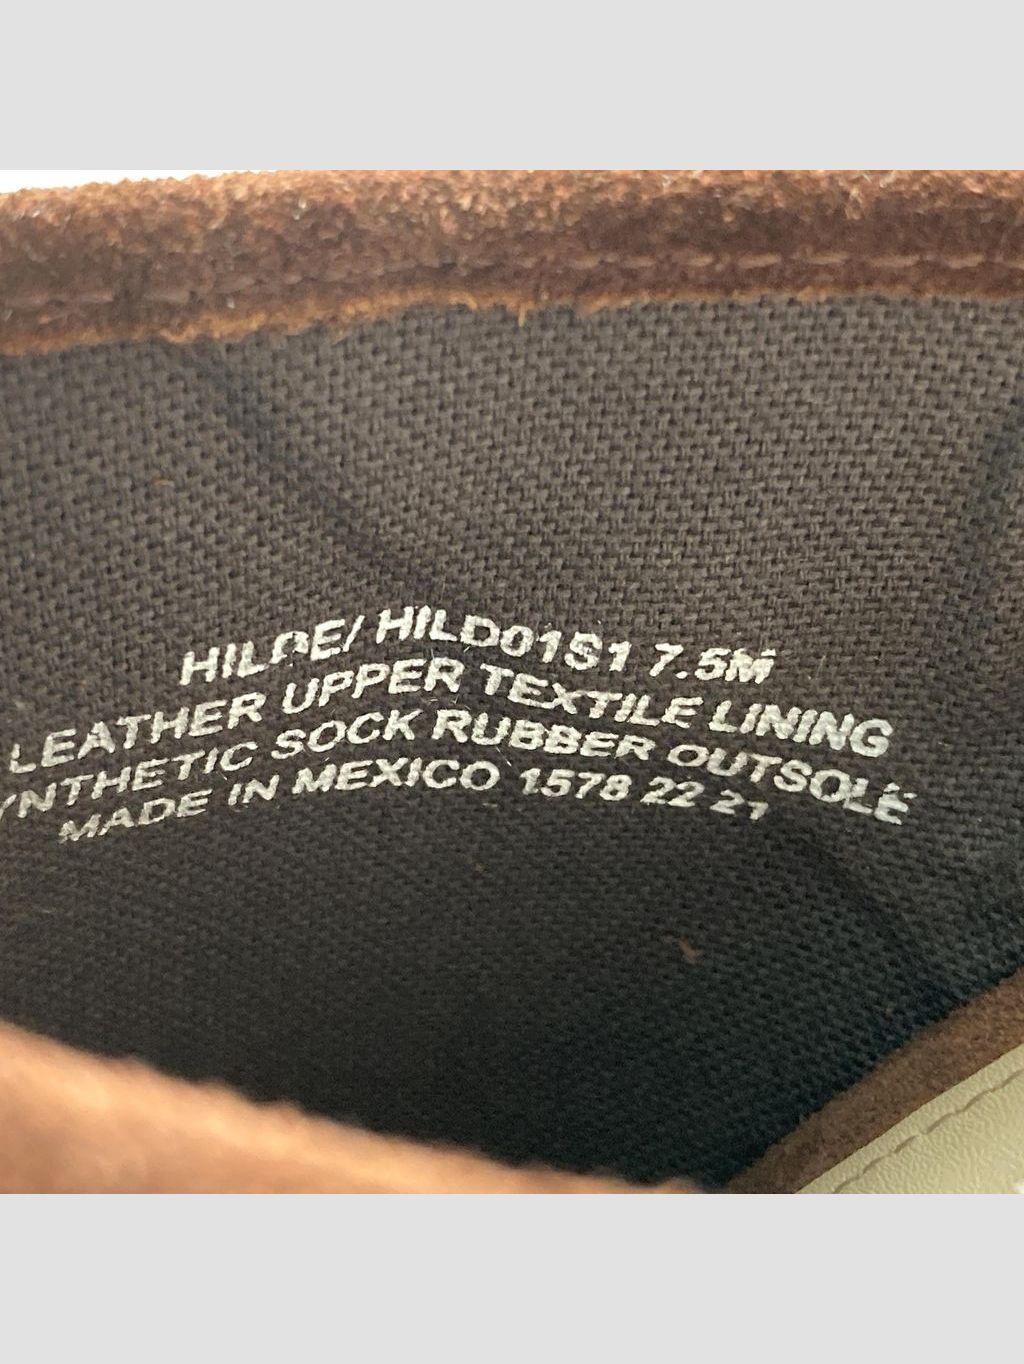 HILDE/ HILD01S1 7.5M
LEATHER UPPER TEXTILE LINING
YNTHETIC SOCK RUBBER OUTSOLE
MADE IN MEXICO 1578 22 21